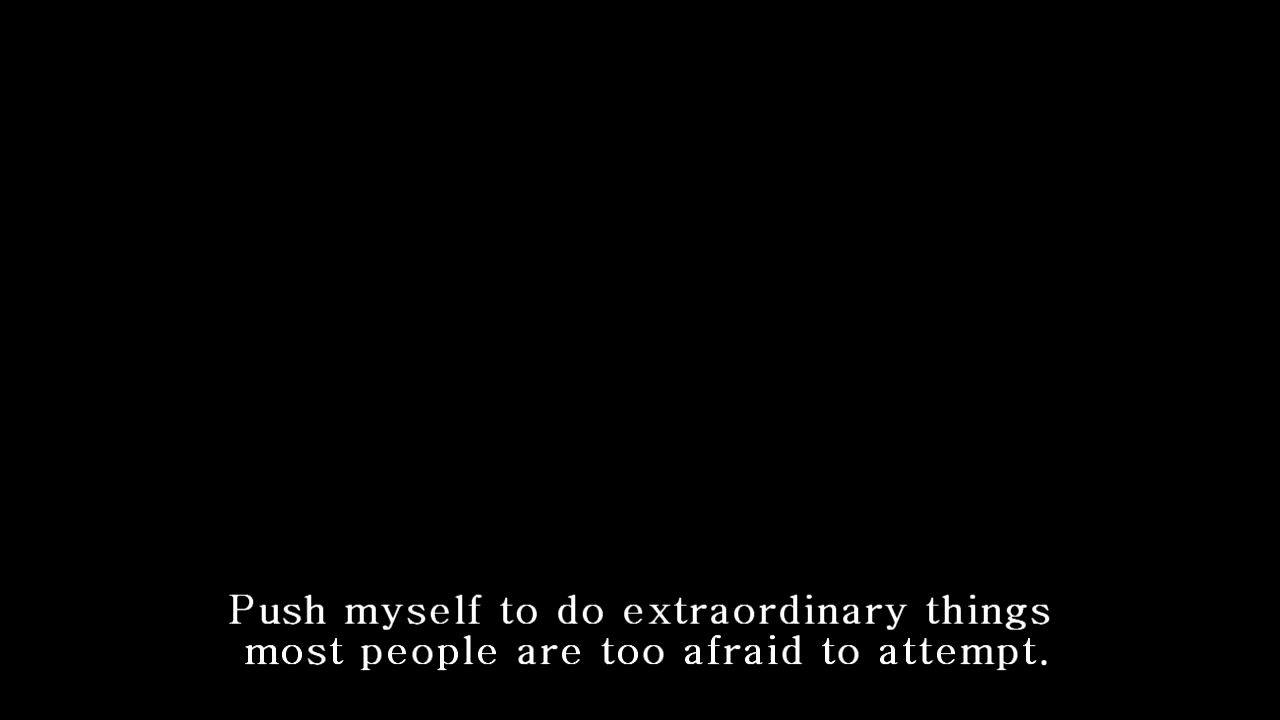 Push myself to do extraordinary things
most people are too afraid to attempt.